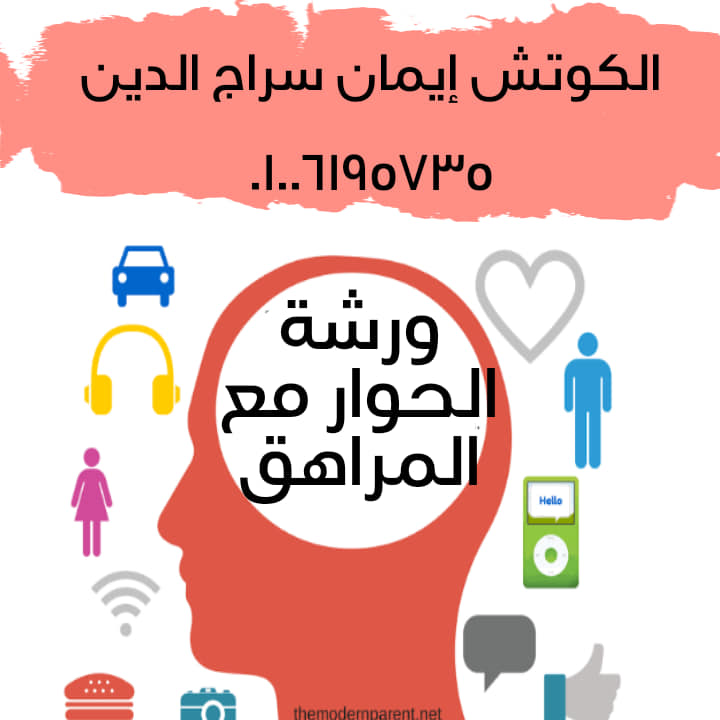 الكوتش إيمان سراج الدين
٠١٠٠٦١٩٥٧٣٥
ورشة
الحوار مع
المراهق
Hello
themodernparent.net